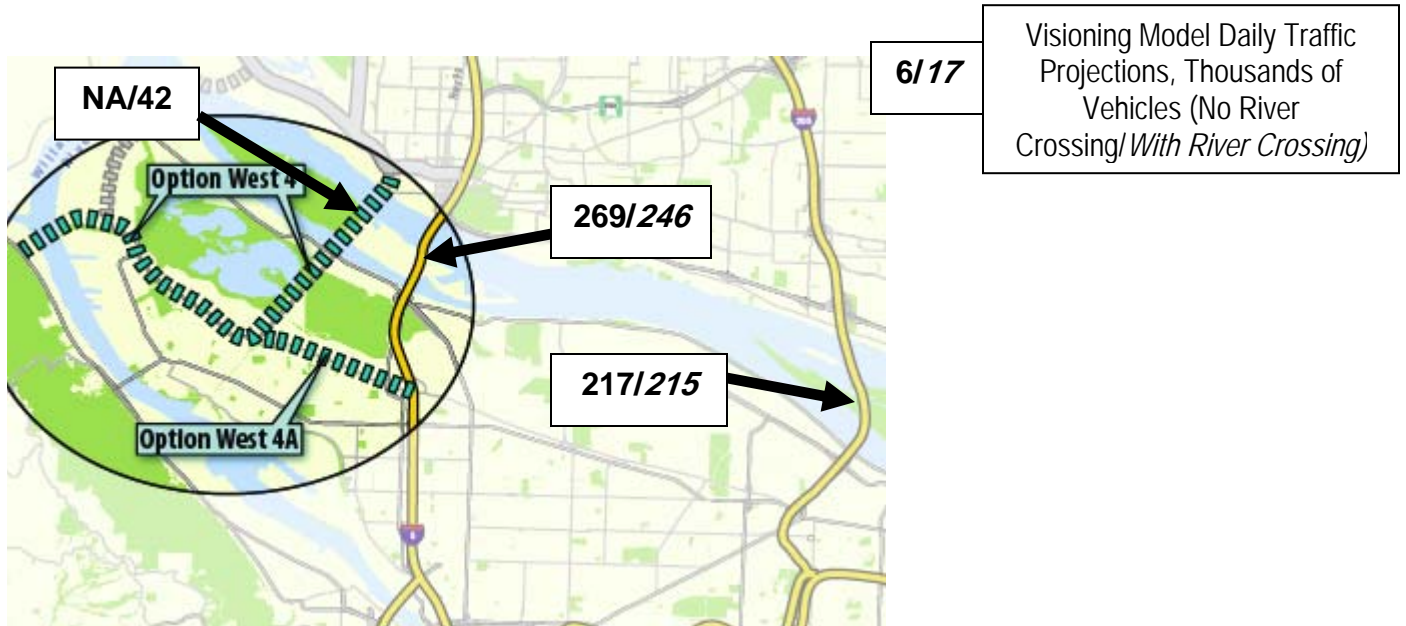 6/17
Visioning Model Daily Traffic
Projections, Thousands of
Vehicles (No River
Crossing/With River Crossing)
NA/42
Option West 4
269/246
217/215
Option West 4A